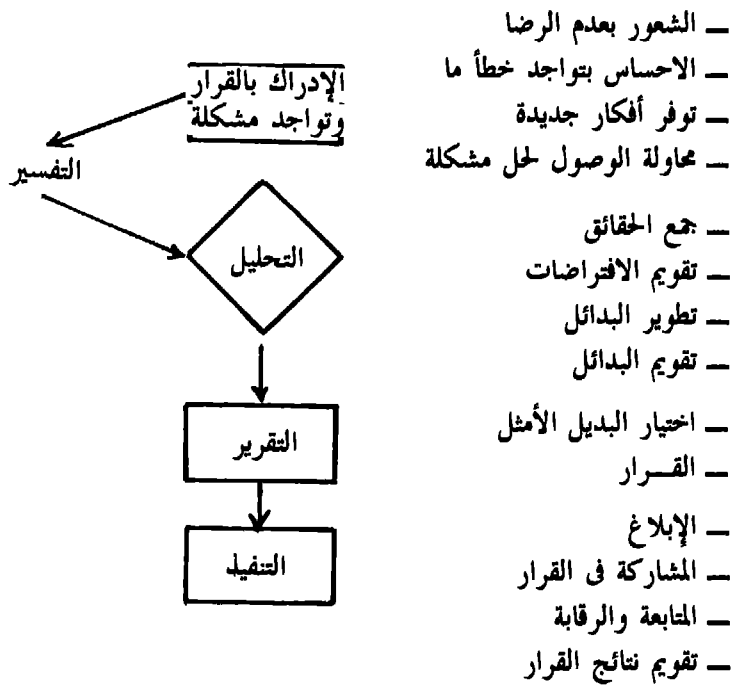 — الشعور بعدم الرضا
— الاحساس بتواجد خطأ ما
— توفر أفكار جديدة
— محاولة الوصول لحل مشكلة
الإدراك بالقرار
وتواجد مشكلة
التفسير
— جمع الحقائق
— تقويم الافتراضات
— تطوير البدائل
— تقويم البدائل
التحليل
— اختيار البديل الأمثل
— القـــرار
التقرير
— الإبلاغ
— المشاركة فى القرار
— المتابعة والرقابة
— تقويم نتائج القرار
التنفيذ